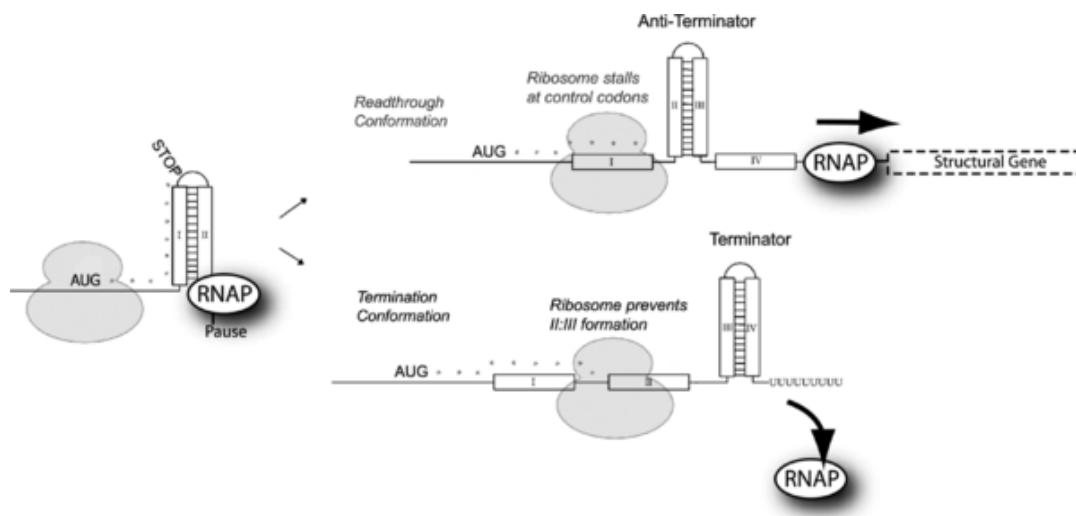 Anti-Terminator
Readthrough
Conformation
Ribosome stalls
at control codons
II
III
AUG
I
IV
RNAP
Structural Gene
STOP
I
II
AUG
RNAP
Pause
Terminator
Termination
Conformation
Ribosome prevents
II:III formation
III
IV
AUG
I
II
UUUUUUUUU
RNAP